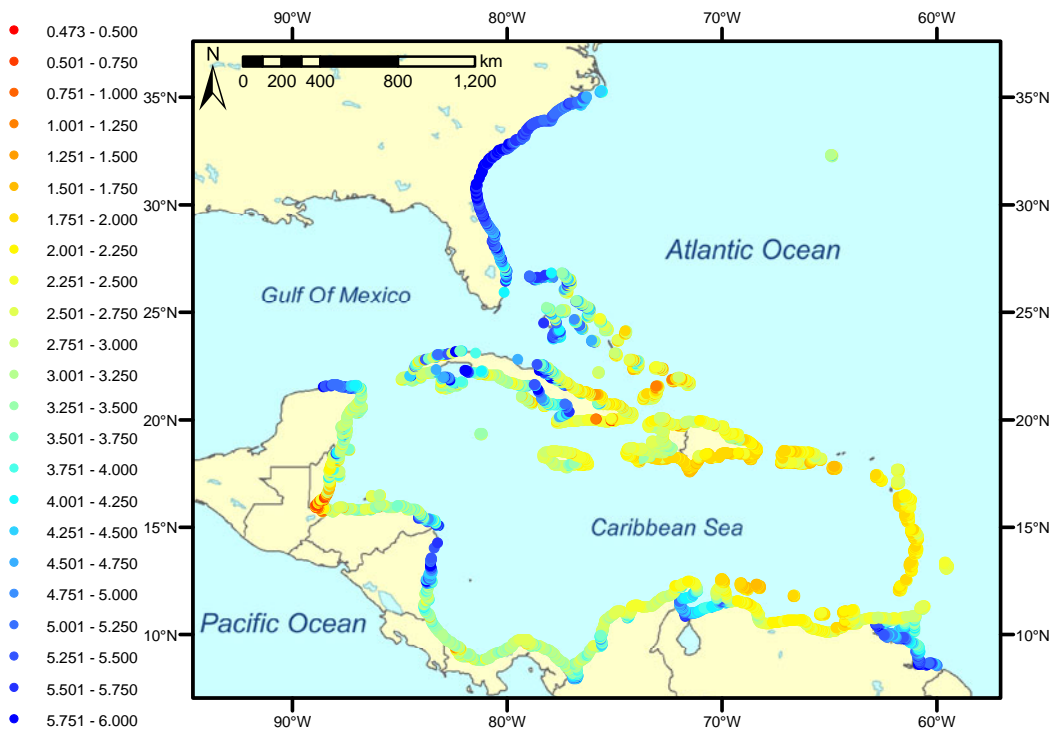 90°W 80°W 70°W 60°W
0.473 - 0.500
0.501 - 0.750
0.751 - 1.000
1.001 - 1.250
1.251 - 1.500
1.501 - 1.750
1.751 - 2.000
2.001 - 2.250
2.251 - 2.500
2.501 - 2.750
2.751 - 3.000
3.001 - 3.250
3.251 - 3.500
3.501 - 3.750
3.751 - 4.000
4.001 - 4.250
4.251 - 4.500
4.501 - 4.750
4.751 - 5.000
5.001 - 5.250
5.251 - 5.500
5.501 - 5.750
5.751 - 6.000
N
km
0 200 400 800 1,200
35°N 35°N
30°N 30°N
Atlantic Ocean
Gulf Of Mexico
25°N 25°N
20°N 20°N
15°N 15°N
Caribbean Sea
Pacific Ocean
10°N 10°N
90°W 80°W 70°W 60°W